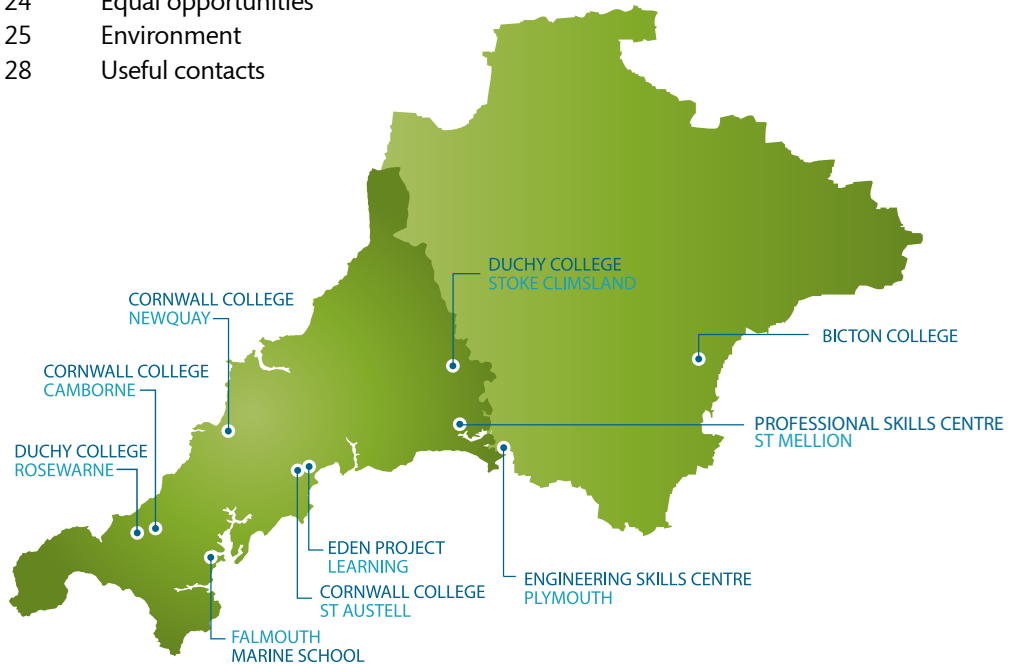 24 Equal opportunities
25 Environment
28 Useful contacts
DUCHY COLLEGE
STOKE CLIMSLAND
CORNWALL COLLEGE
NEWQUAY
BICTON COLLEGE
CORNWALL COLLEGE
CAMBORNE
PROFESSIONAL SKILLS CENTRE
ST MELLION
DUCHY COLLEGE
ROSEWARNE
EDEN PROJECT
LEARNING
ENGINEERING SKILLS CENTRE
PLYMOUTH
CORNWALL COLLEGE
ST AUSTELL
FALMOUTH
MARINE SCHOOL